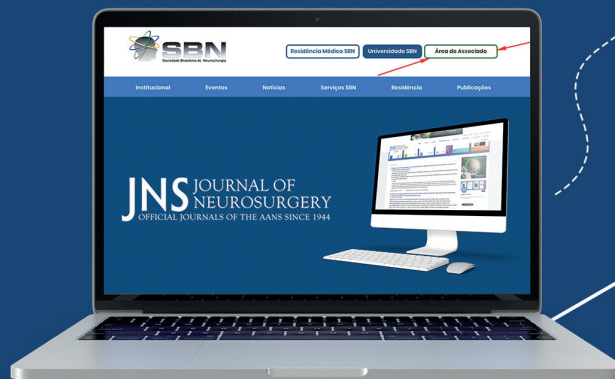 SBN
Sociedade Brasileira de Neurocirurgia
Residência Médica SBN
Universidade SBN
Área do Associado
Institucional
Eventos
Notícias
Serviços SBN
Residência
Publicações
JNS JOURNAL OF
NEUROSURGERY
OFFICIAL JOURNALS OF THE AANS SINCE 1944
JNS